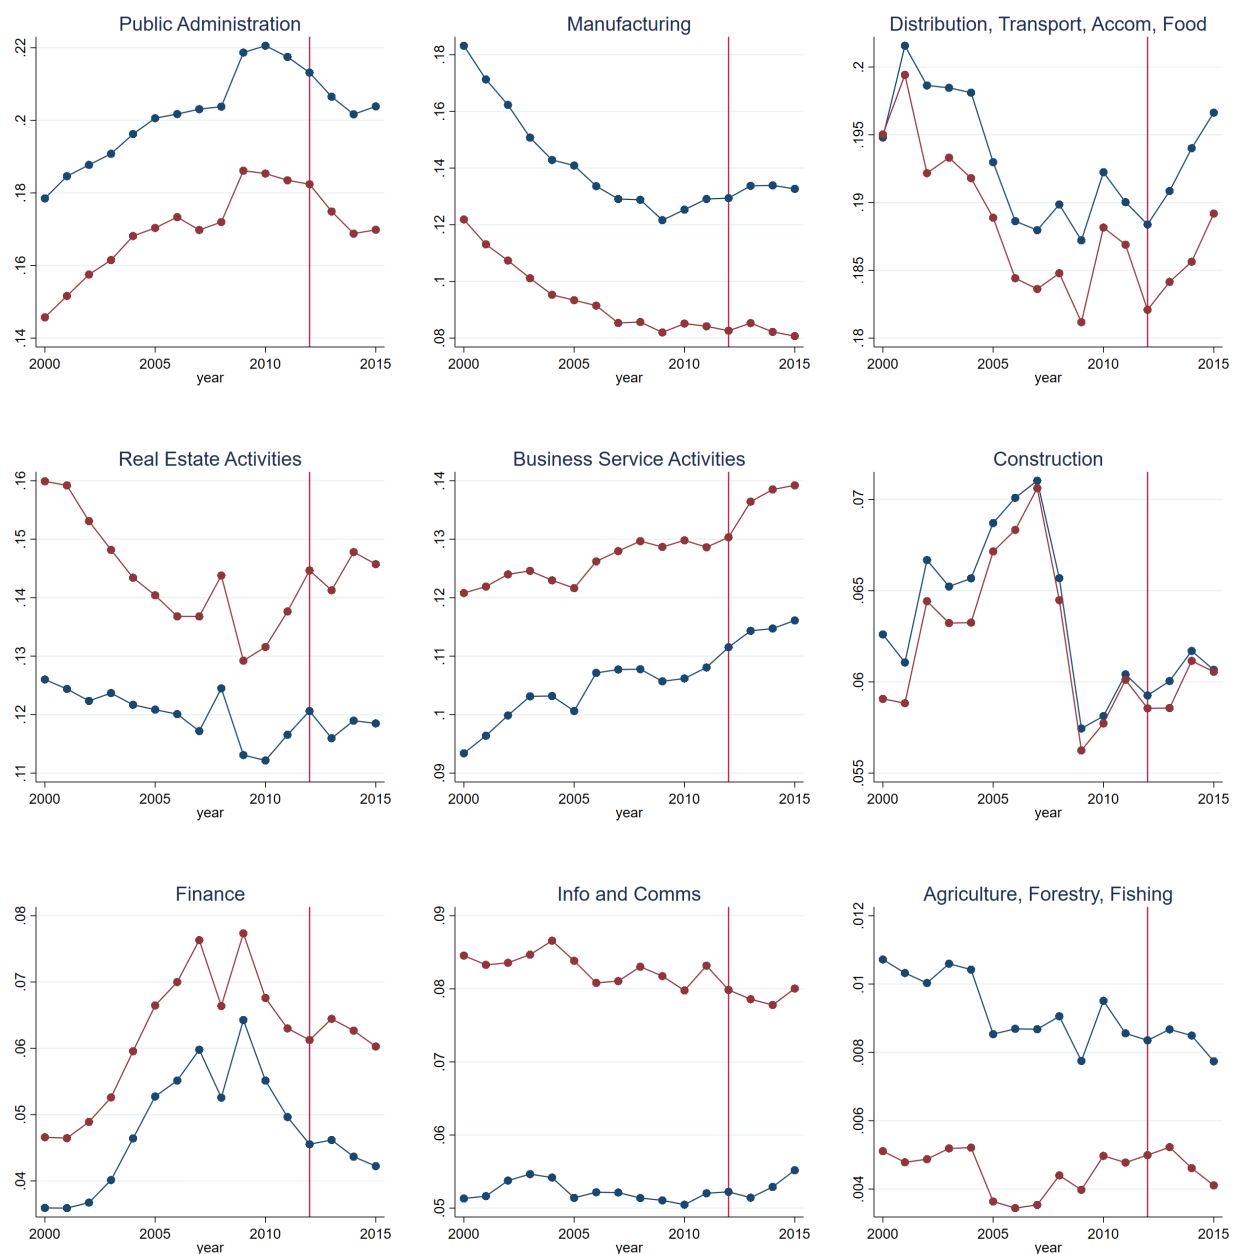 Public Administration
.22
.2
.18
.16
.14
2000 2005 2010 2015
year
Manufacturing
.18
.16
.14
.12
.1
.08
2000 2005 2010 2015
year
Distribution, Transport, Accom, Food
.2
.195
.19
.185
.18
2000 2005 2010 2015
year
Real Estate Activities
.16
.15
.14
.13
.12
.11
2000 2005 2010 2015
year
Business Service Activities
.14
.13
.12
.11
.1
.09
2000 2005 2010 2015
year
Construction
.07
.065
.06
.055
2000 2005 2010 2015
year
Finance
.08
.07
.06
.05
.04
2000 2005 2010 2015
year
Info and Comms
.09
.08
.07
.06
.05
2000 2005 2010 2015
year
Agriculture, Forestry, Fishing
.012
.01
.008
.006
.004
2000 2005 2010 2015
year